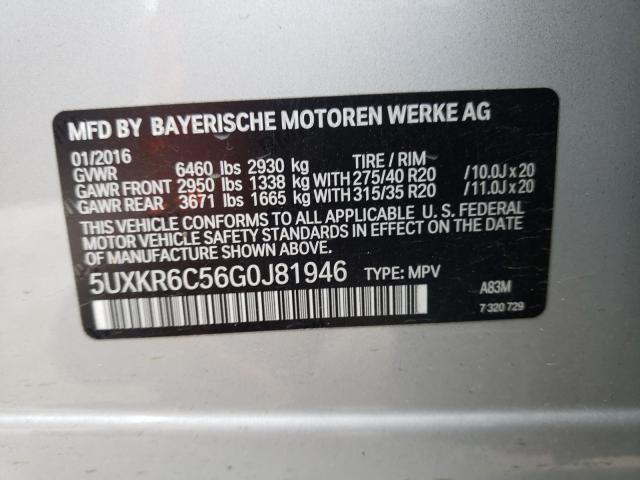 MFD BY BAYERISCHE MOTOREN WERKE AG
01/2016 TIRE / RIM
GVWR 6460 lbs 2930 kg
GAWR FRONT 2950 lbs 1338 kg WITH 275/40 R20 /10.0J x 20
GAWR REAR 3671 lbs 1665 kg WITH 315/35 R20 /11.0J x 20
THIS VEHICLE CONFORMS TO ALL APPLICABLE U. S. FEDERAL
MOTOR VEHICLE SAFETY STANDARDS IN EFFECT ON THE DATE
OF MANUFACTURE SHOWN ABOVE.
5UXKR6C56G0J81946 TYPE: MPV
A83M
7 320 729